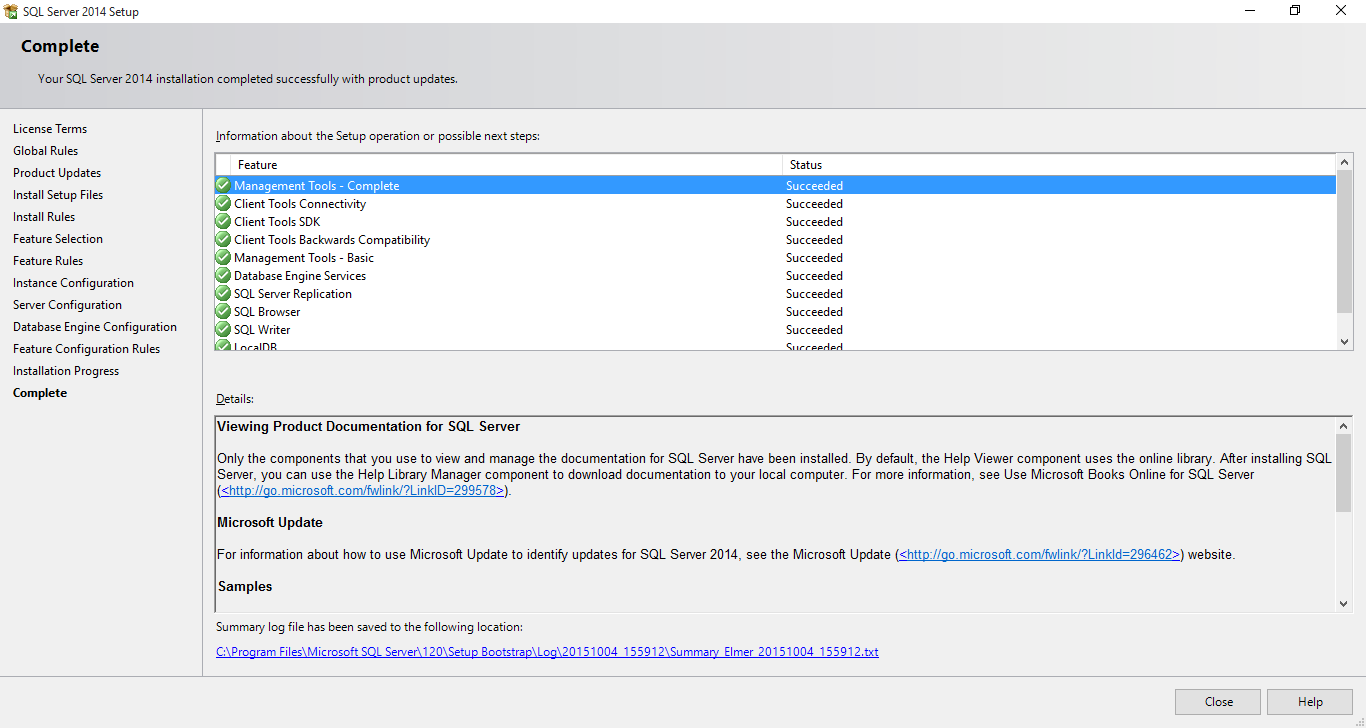 SQL Server 2014 Setup
Complete
Your SQL Server 2014 installation completed successfully with product updates.
License Terms
Global Rules
Product Updates
Install Setup Files
Install Rules
Feature Selection
Feature Rules
Instance Configuration
Server Configuration
Database Engine Configuration
Feature Configuration Rules
Installation Progress
Complete
Information about the Setup operation or possible next steps:
Feature Status
Management Tools - Complete Succeeded
Client Tools Connectivity Succeeded
Client Tools SDK Succeeded
Client Tools Backwards Compatibility Succeeded
Management Tools - Basic Succeeded
Database Engine Services Succeeded
SQL Server Replication Succeeded
SQL Browser Succeeded
SQL Writer Succeeded
LocalDB Succeeded
Details:
Viewing Product Documentation for SQL Server
Only the components that you use to view and manage the documentation for SQL Server have been installed. By default, the Help Viewer component uses the online library. After installing SQL
Server, you can use the Help Library Manager component to download documentation to your local computer. For more information, see Use Microsoft Books Online for SQL Server
(<http://go.microsoft.com/fwlink/?LinkID=299578>).
Microsoft Update
For information about how to use Microsoft Update to identify updates for SQL Server 2014, see the Microsoft Update (<http://go.microsoft.com/fwlink/?LinkId=296462>) website.
Samples
Summary log file has been saved to the following location:
C:\Program Files\Microsoft SQL Server\120\Setup Bootstrap\Log\20151004_155912\Summary_Elmer_20151004_155912.txt
Close Help